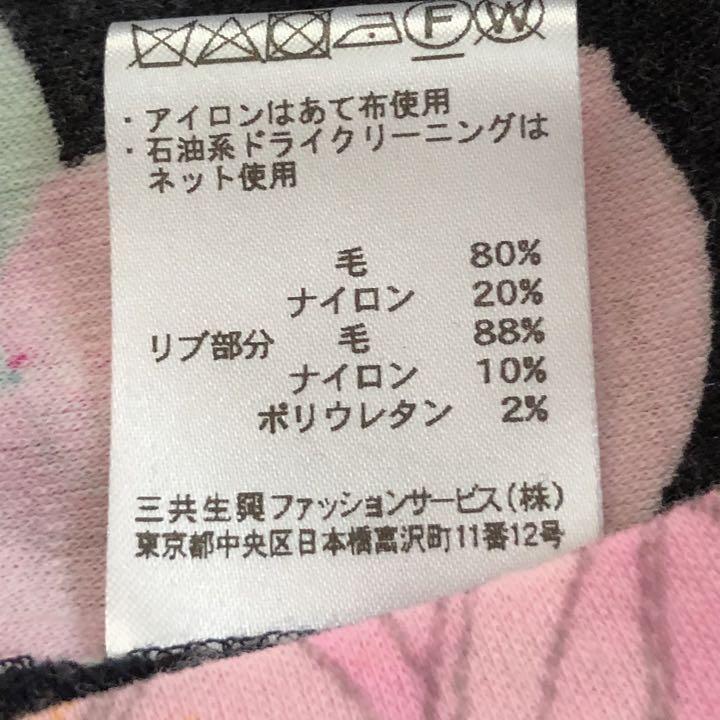 F W
・アイロンはあて布使用
・石油系ドライクリーニングは
ネット使用
毛 80%
ナイロン 20%
リブ部分 毛 88%
ナイロン 10%
ポリウレタン 2%
三共生興ファッションサービス(株)
東京都中央区日本橋富沢町11番12号